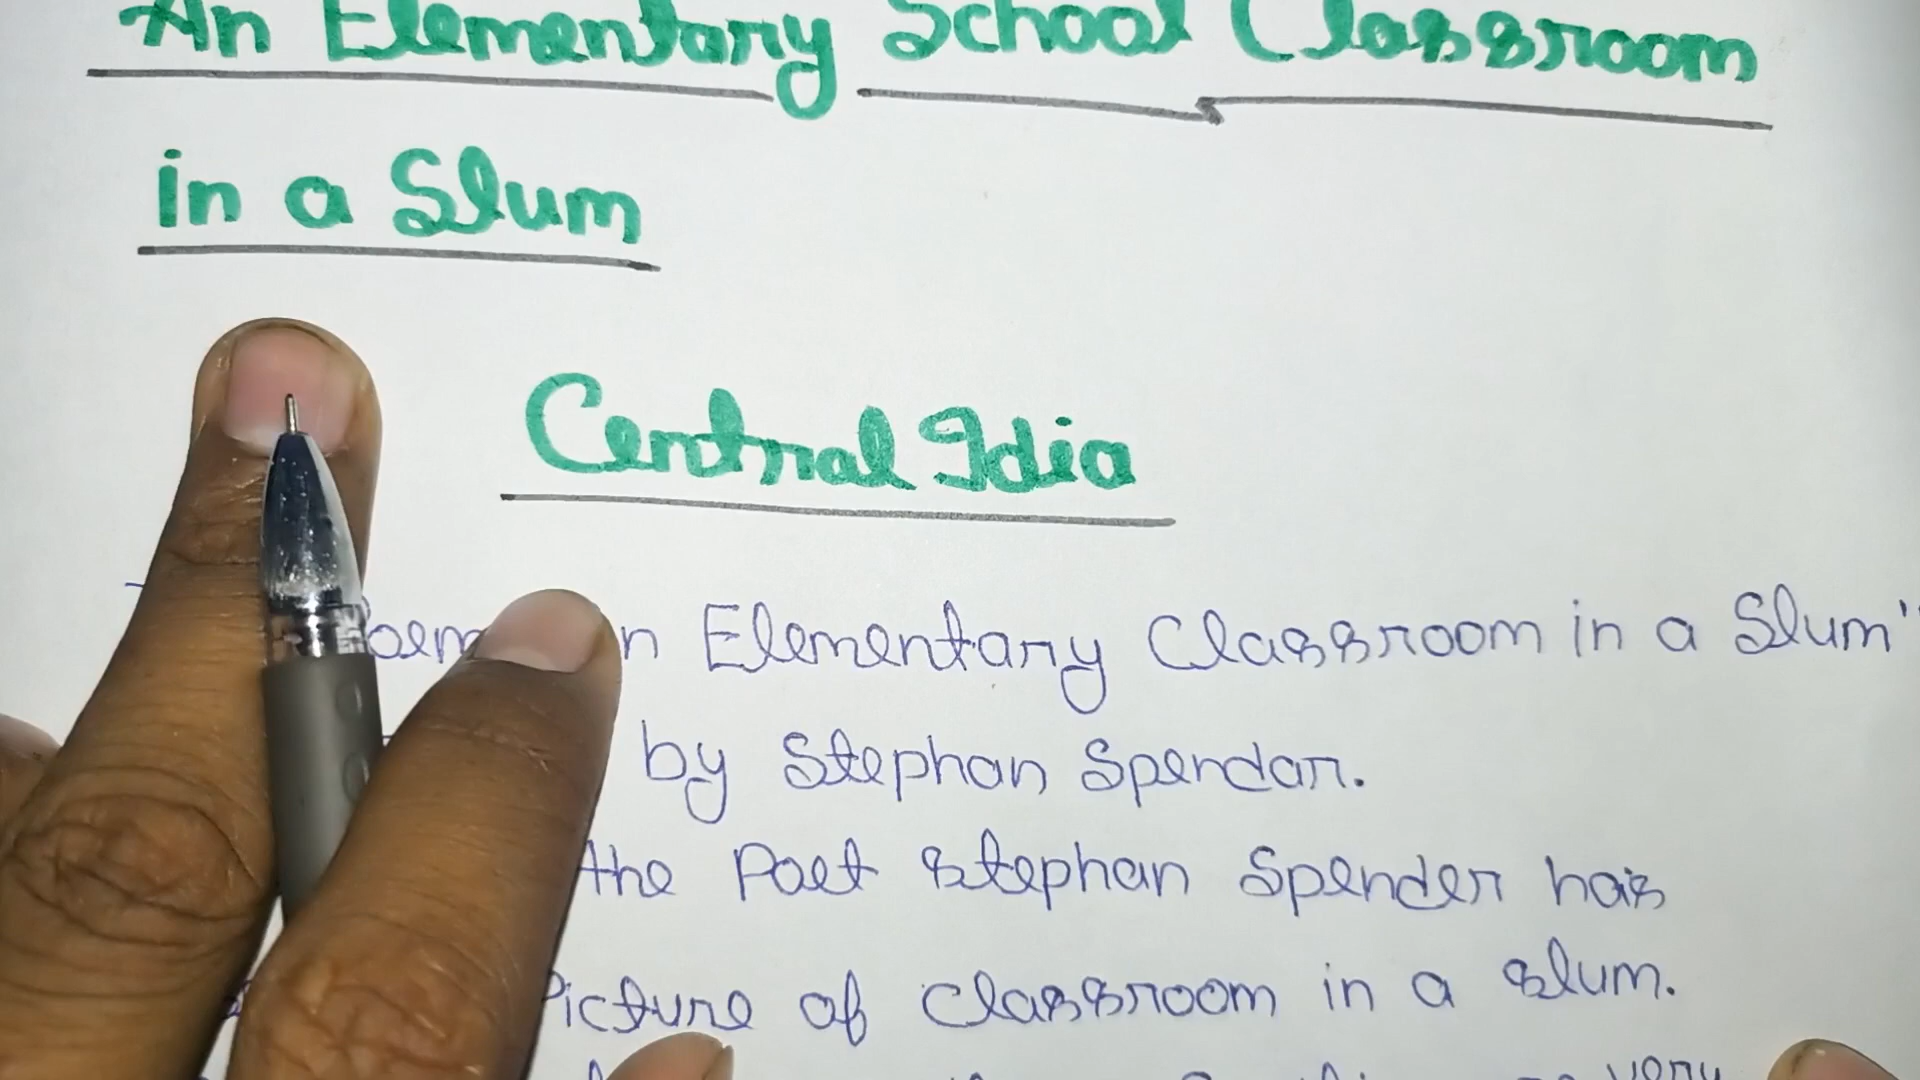 An Elementary School Classroom
in a Slum
Central Idia
Elementary Classroom in a Slum"
by Stephan Spendar.
the Poet stephan Spender has
Picture of classroom in a slum.
very